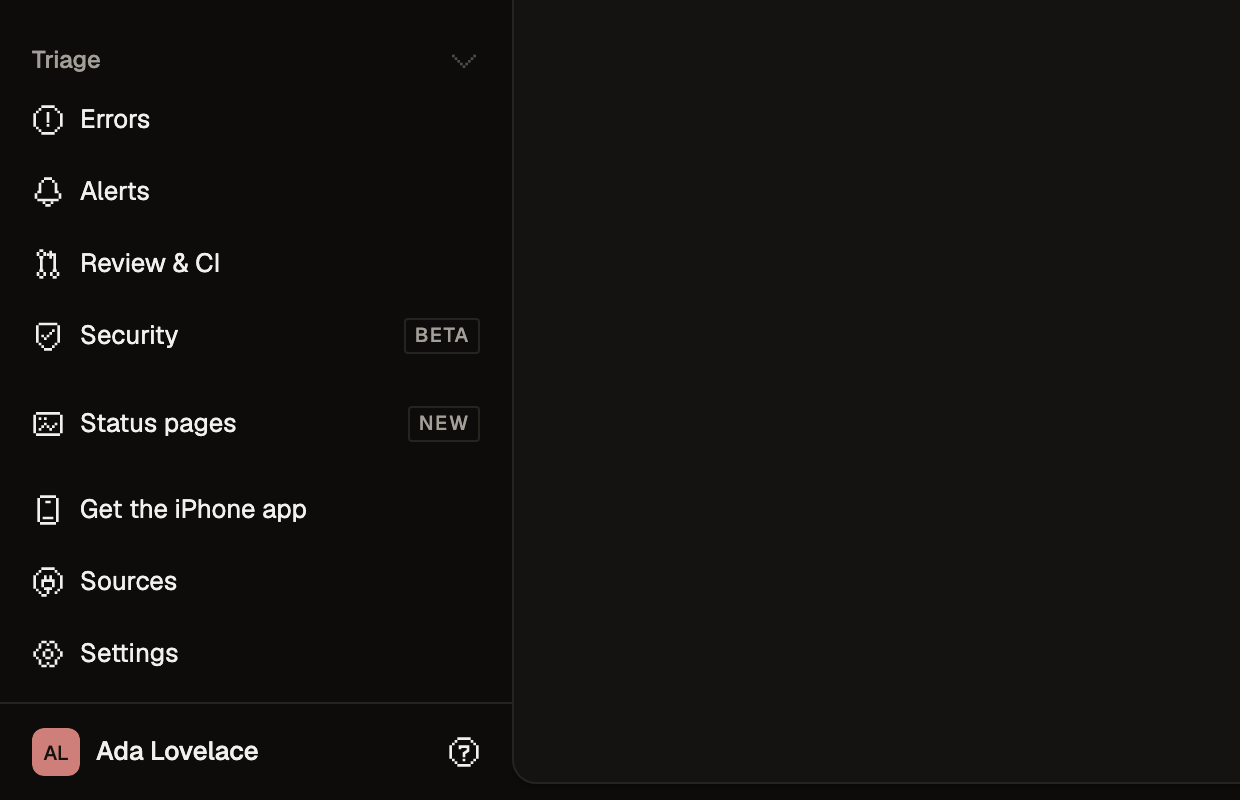 Triage
Errors
Alerts
Review & CI
Security BETA
Status pages NEW
Get the iPhone app
Sources
Settings
AL Ada Lovelace